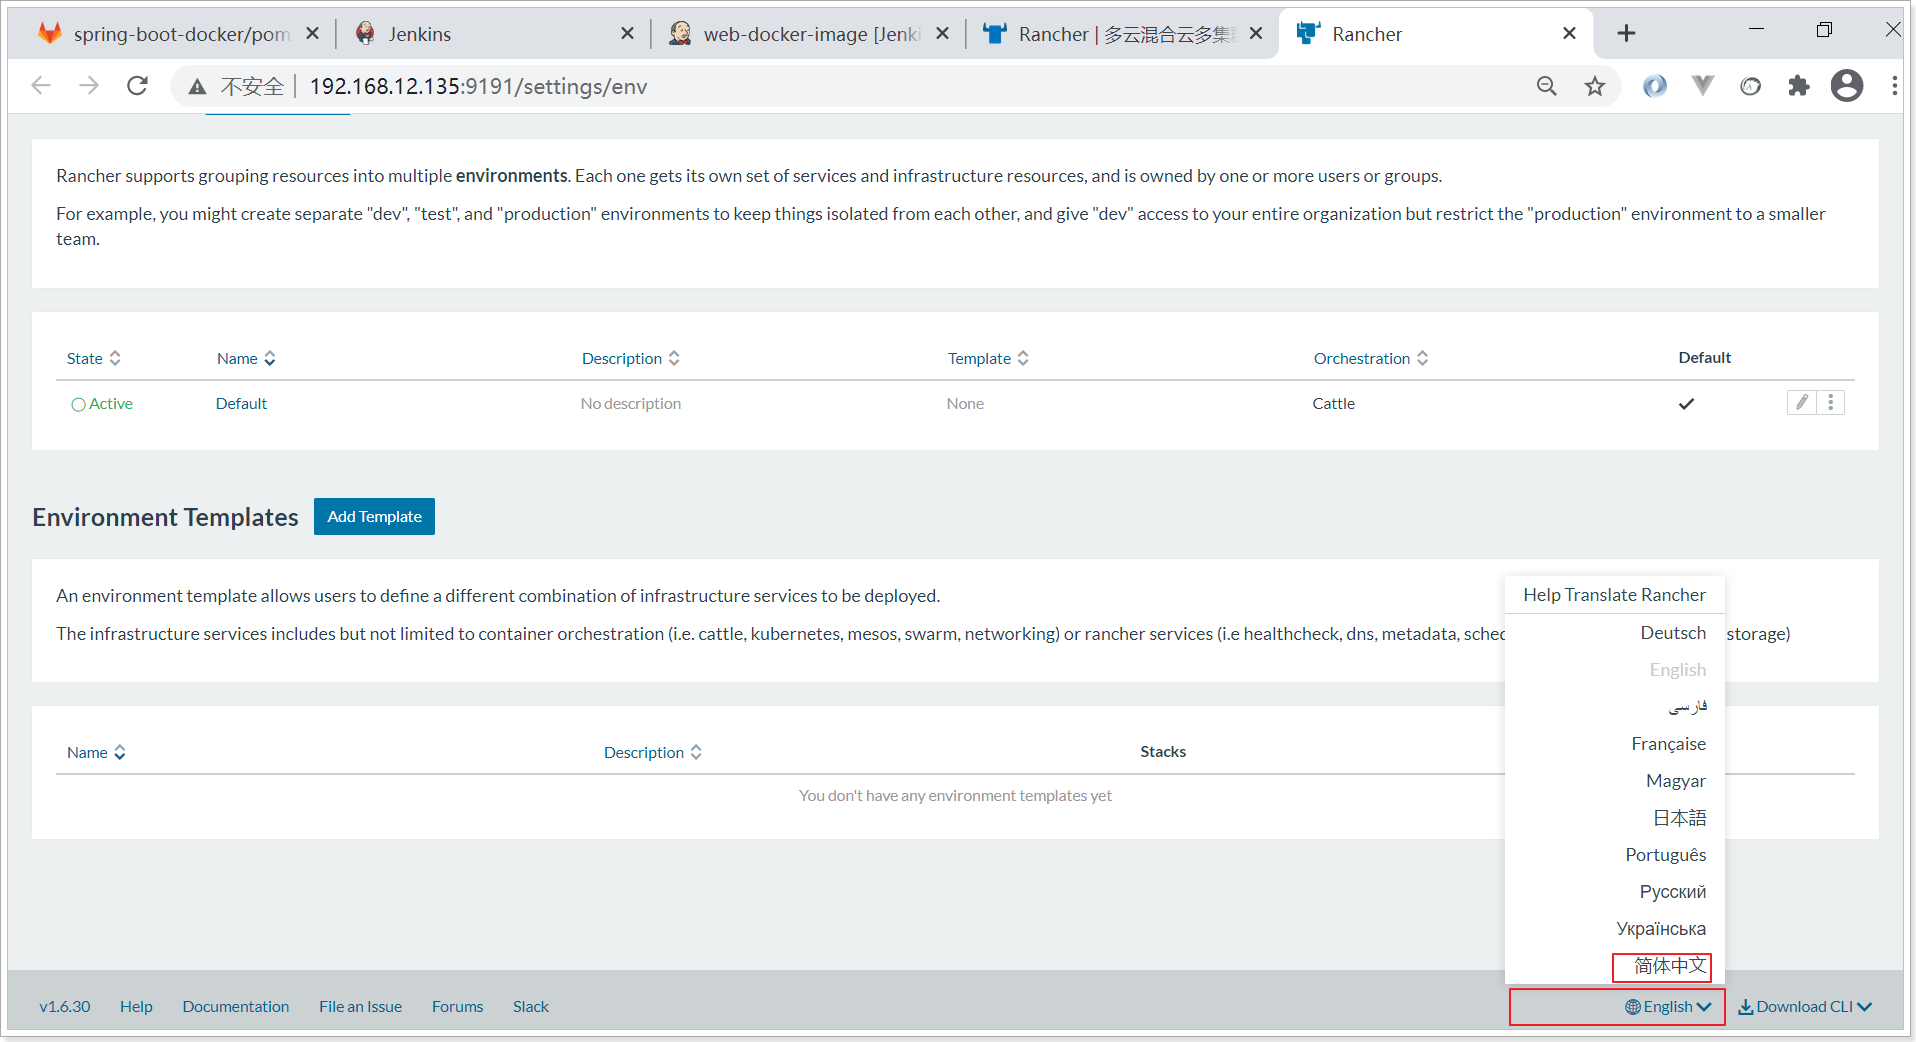 spring-boot-docker/pom
Jenkins
web-docker-image [Jenki
Rancher | 多云混合云多集
Rancher
不安全
192.168.12.135:9191/settings/env
Rancher supports grouping resources into multiple environments. Each one gets its own set of services and infrastructure resources, and is owned by one or more users or groups.
For example, you might create separate "dev", "test", and "production" environments to keep things isolated from each other, and give "dev" access to your entire organization but restrict the "production" environment to a smaller
team.
State Name Description Template Orchestration Default
Active Default No description None Cattle
Environment Templates Add Template
An environment template allows users to define a different combination of infrastructure services to be deployed.
The infrastructure services includes but not limited to container orchestration (i.e. cattle, kubernetes, mesos, swarm, networking) or rancher services (i.e healthcheck, dns, metadata, sched storage)
Name Description Stacks
You don't have any environment templates yet
Help Translate Rancher
Deutsch
English
فارسی
Française
Magyar
日本語
Português
Русский
Українська
简体中文
v1.6.30 Help Documentation File an Issue Forums Slack English Download CLI